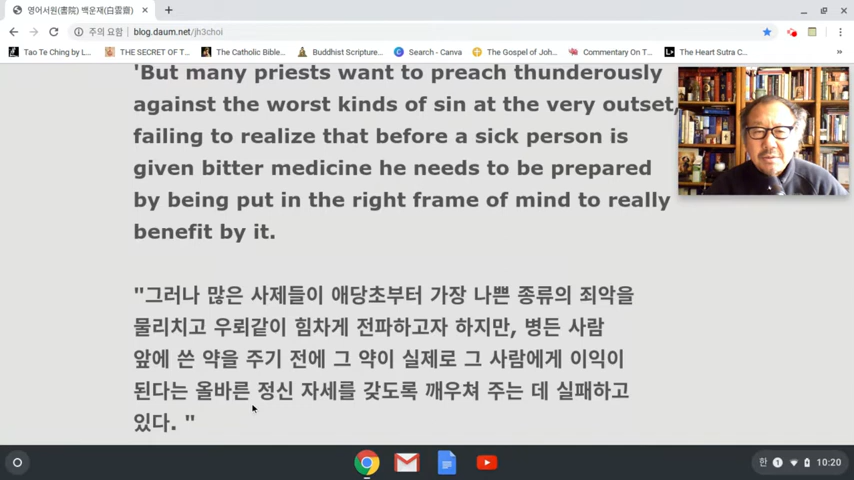 영어서원(書院) 백운재(白雲齋)
주의 요함
blog.daum.net/jh3choi
Tao Te Ching by L...
THE SECRET OF T...
The Catholic Bible...
Buddhist Scripture...
Search - Canva
The Gospel of Joh...
Commentary On T...
The Heart Sutra C...
'But many priests want to preach thunderously
against the worst kinds of sin at the very outset,
failing to realize that before a sick person is
given bitter medicine he needs to be prepared
by being put in the right frame of mind to really
benefit by it.
"그러나 많은 사제들이 애당초부터 가장 나쁜 종류의 죄악을
물리치고 우뢰같이 힘차게 전파하고자 하지만, 병든 사람
앞에 쓴 약을 주기 전에 그 약이 실제로 그 사람에게 이익이
된다는 올바른 정신 자세를 갖도록 깨우쳐 주는 데 실패하고
있다. "
한
1
10:20